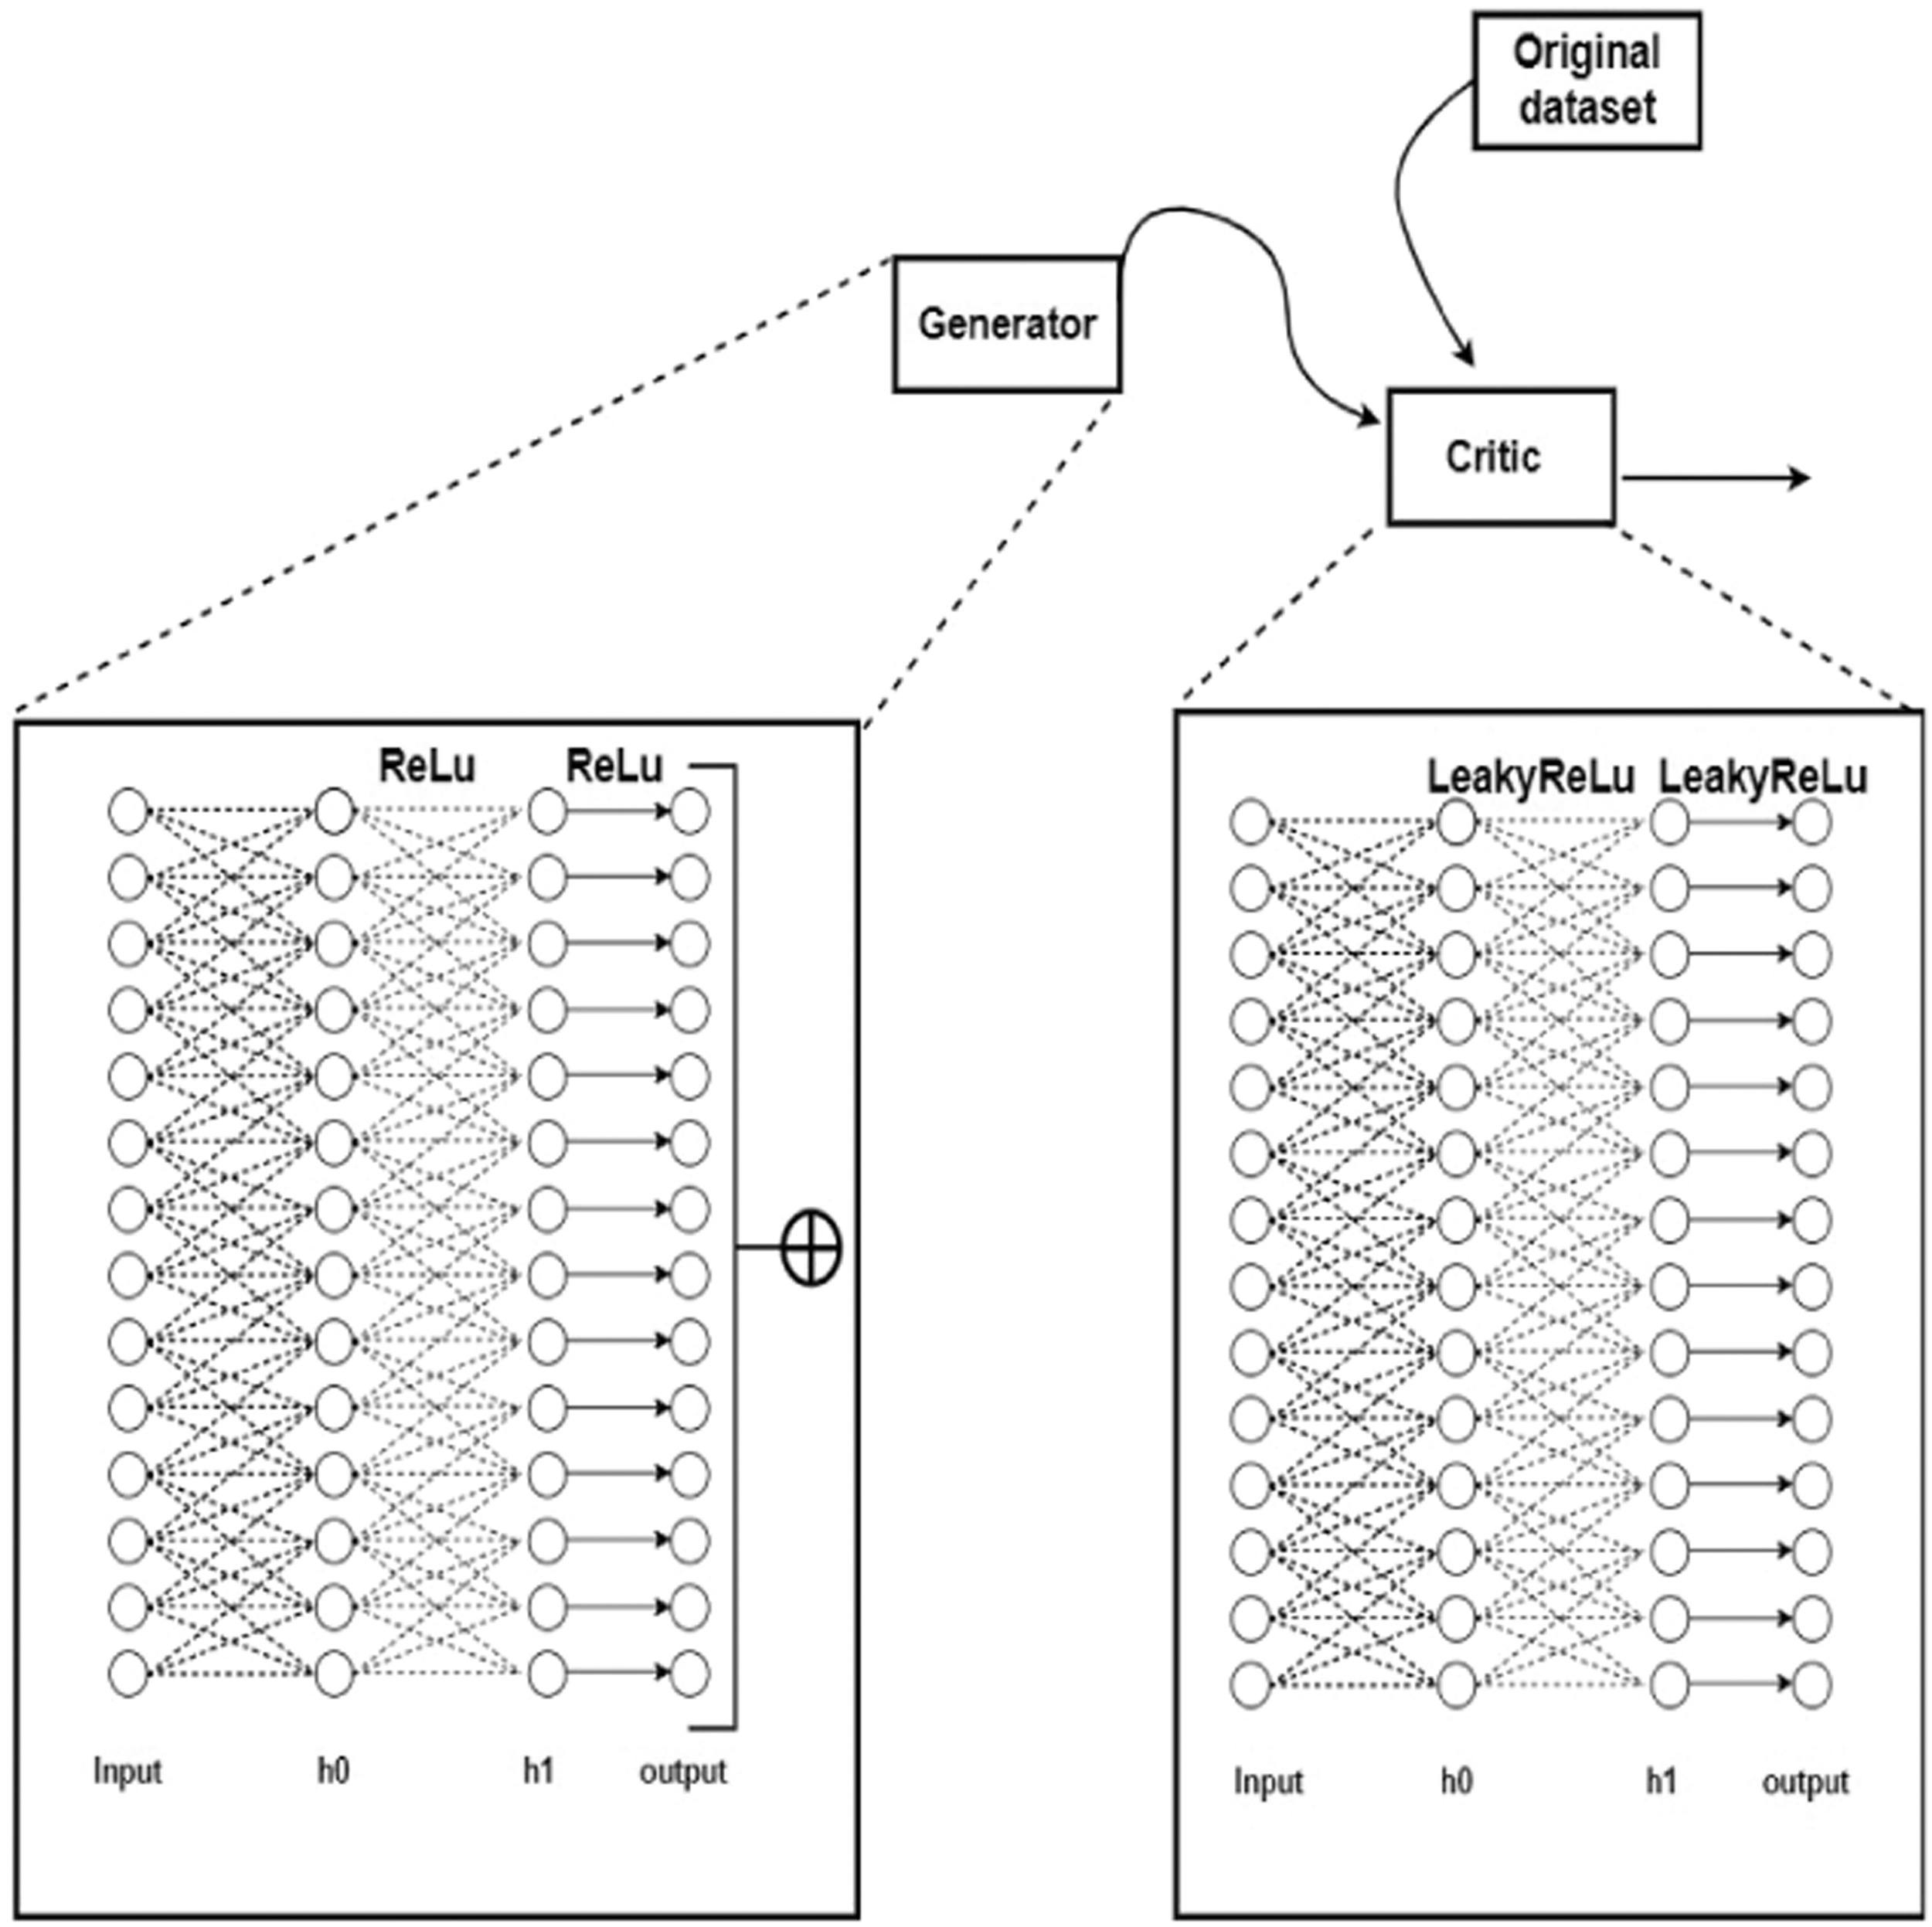 Original
dataset
Generator
Critic
ReLu ReLu
Input h0 h1 output
LeakyReLu LeakyReLu
Input h0 h1 output